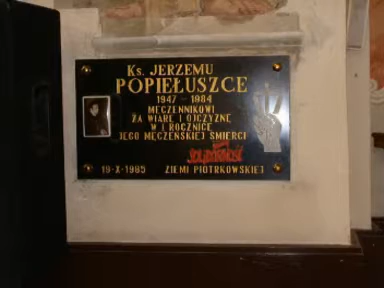 Ks. JERZEMU
POPIEŁUSZCE
1947 - 1984
MĘCZENNIKOWI
ZA WIARĘ I OJCZYZNĘ
W I ROCZNICĘ
JEGO MĘCZEŃSKIEJ ŚMIERCI
Solidarność
19-X-1985 ZIEMI PIOTRKOWSKIEJ